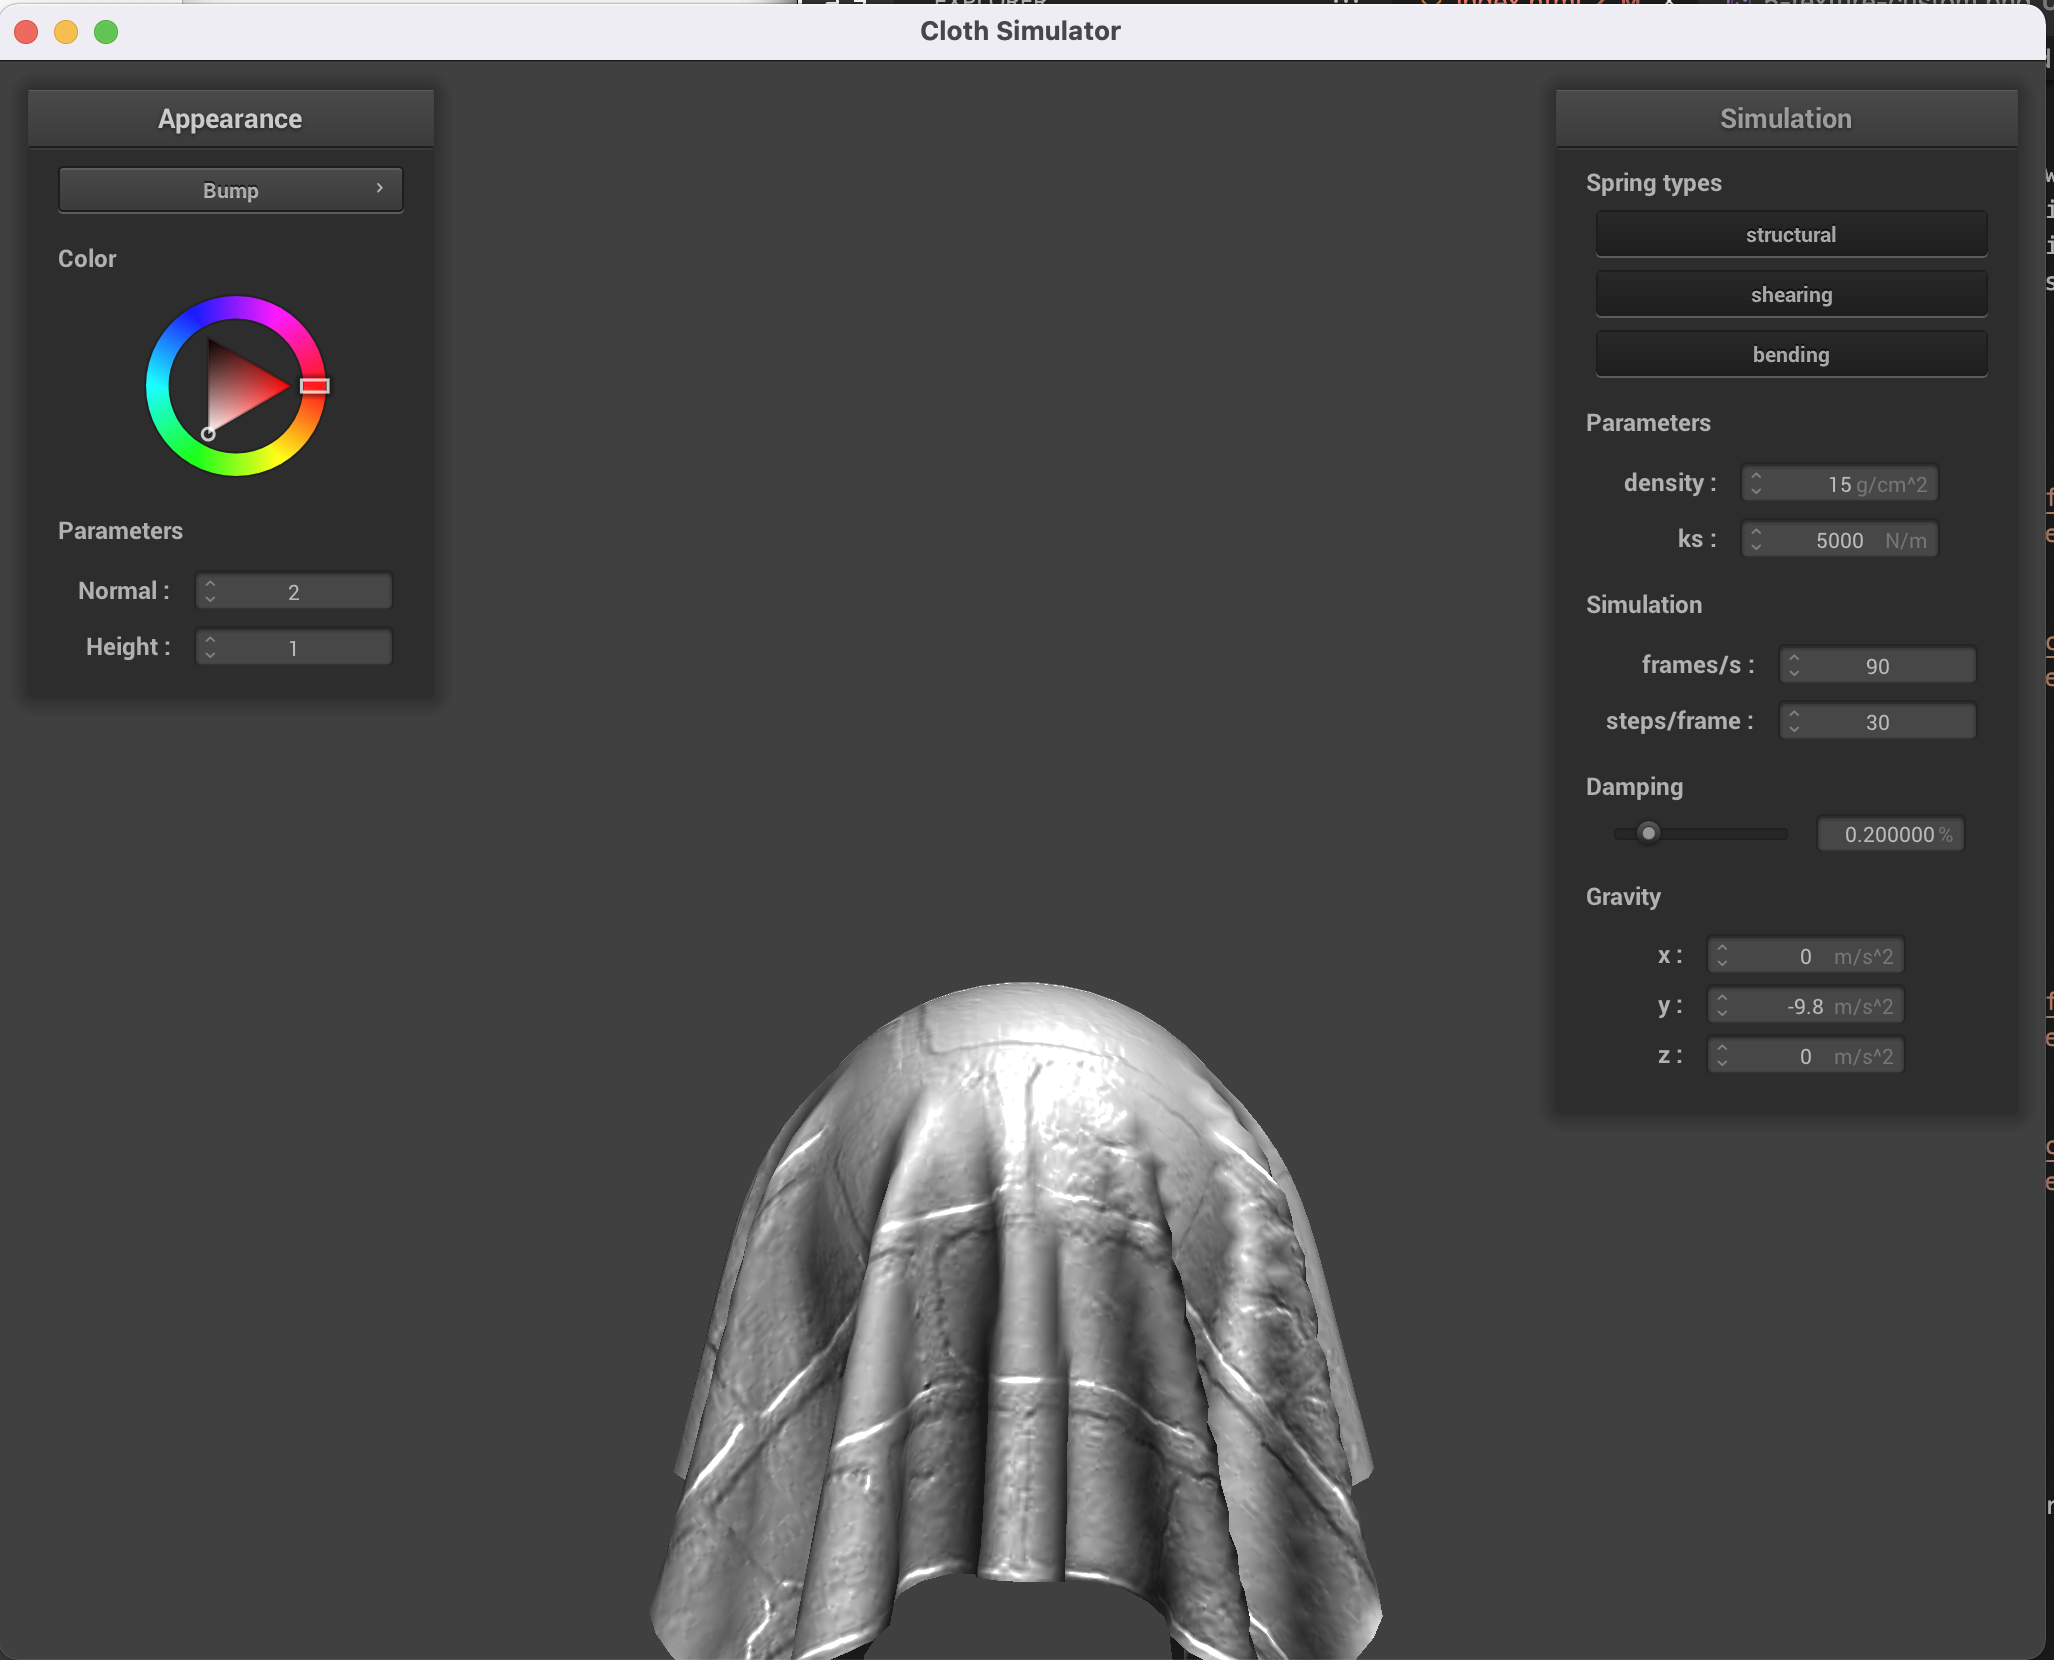 Cloth Simulator
Appearance
Bump
Color
Parameters
Normal :
2
Height :
1
Simulation
Spring types
structural
shearing
bending
Parameters
density :
15 g/cm^2
ks :
5000 N/m
Simulation
frames/s :
90
steps/frame :
30
Damping
0.200000 %
Gravity
x :
0 m/s^2
y :
-9.8 m/s^2
z :
0 m/s^2